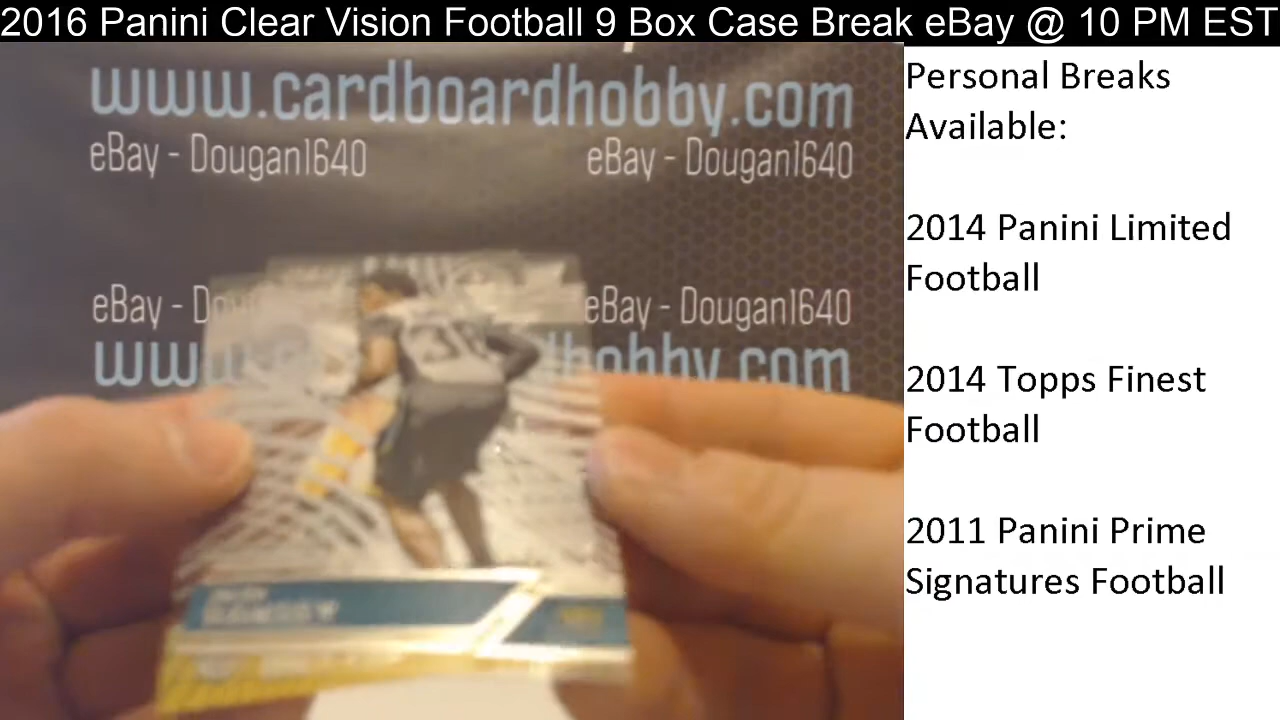 2016 Panini Clear Vision Football 9 Box Case Break eBay @ 10 PM EST
www.cardboardhobby.com
eBay - Dougan1640 eBay - Dougan1640
eBay - eBay - Dougan1640
RAMSEY
Personal Breaks
Available:
2014 Panini Limited
Football
2014 Topps Finest
Football
2011 Panini Prime
Signatures Football